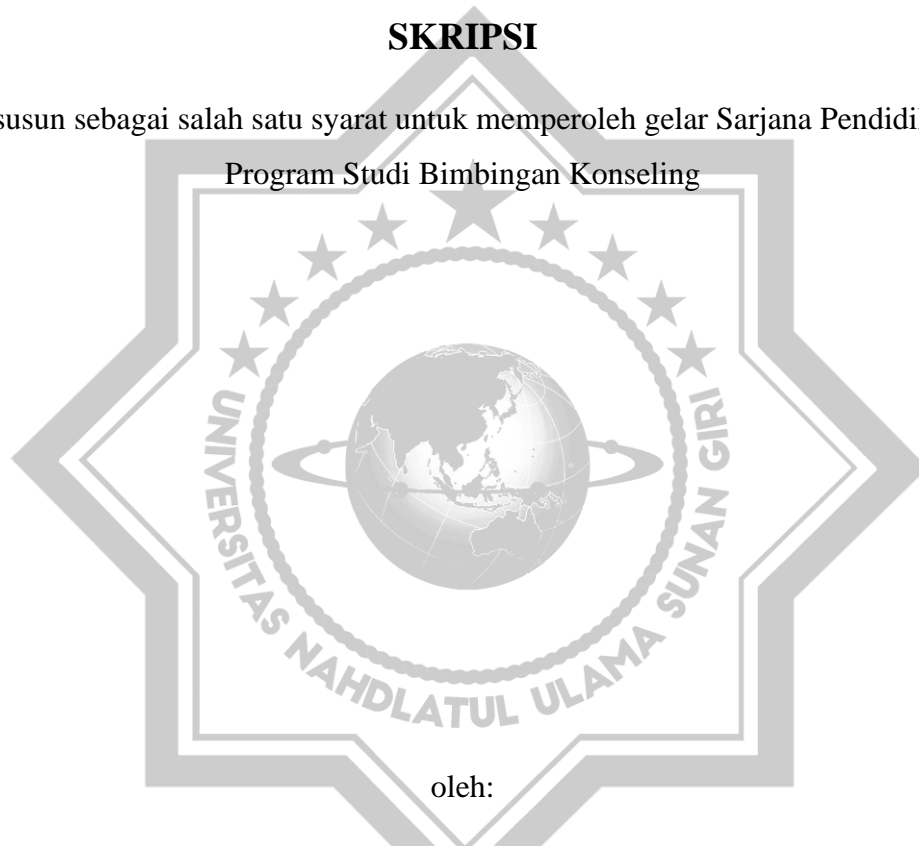 SKRIPSI
susun sebagai salah satu syarat untuk memperoleh gelar Sarjana Pendidi
Program Studi Bimbingan Konseling
UNIVERSITAS NAHDLATUL ULAMA SUNAN GIRI
oleh: